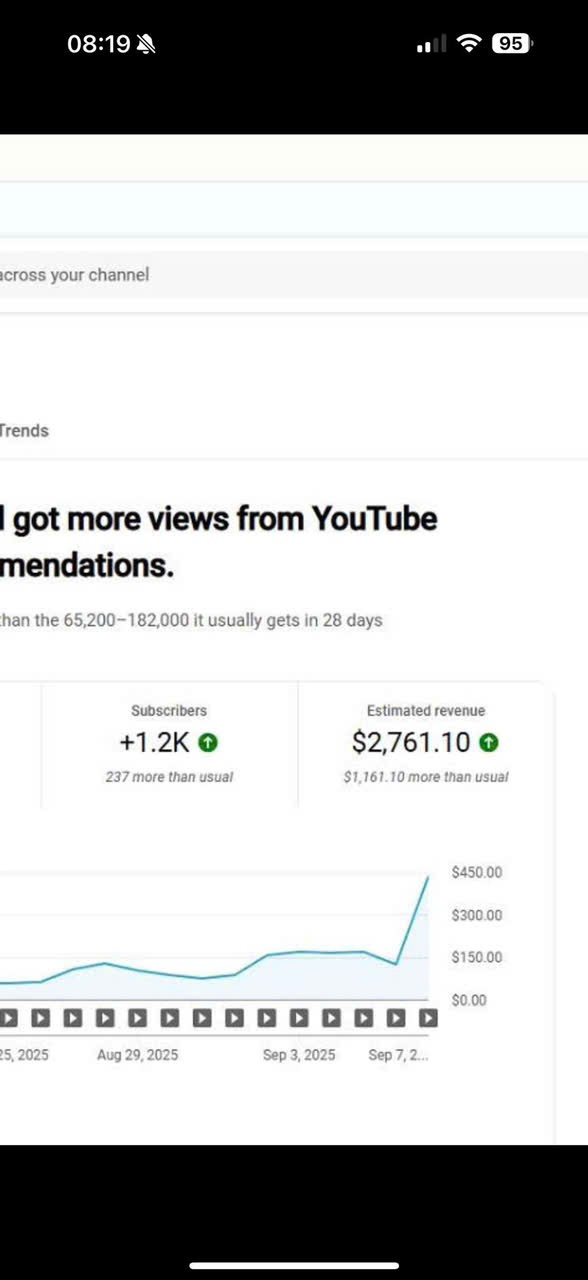 08:19
95
across your channel
Trends
l got more views from YouTube
mendations.
than the 65,200–182,000 it usually gets in 28 days
Subscribers
+1.2K
237 more than usual
Estimated revenue
$2,761.10
$1,161.10 more than usual
$450.00
$300.00
$150.00
$0.00
25, 2025
Aug 29, 2025
Sep 3, 2025
Sep 7, 2...